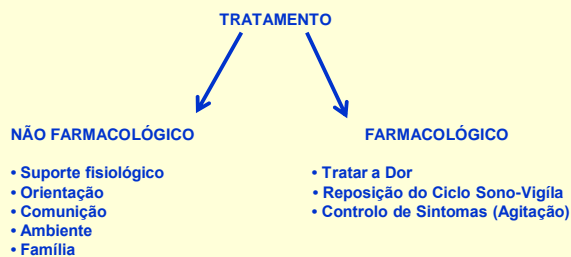 TRATAMENTO
NÃO FARMACOLÓGICO
• Suporte fisiológico
• Orientação
• Comunição
• Ambiente
• Família
FARMACOLÓGICO
• Tratar a Dor
• Reposição do Ciclo Sono-Vigíla
• Controlo de Sintomas (Agitação)